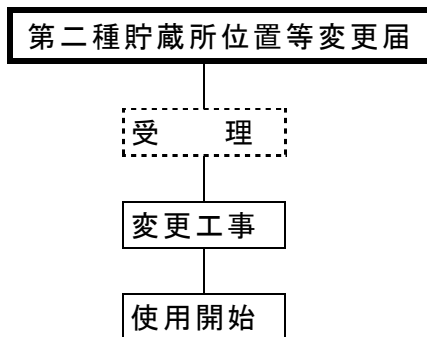 第二種貯蔵所位置等変更届
受　　理
変更工事
使用開始